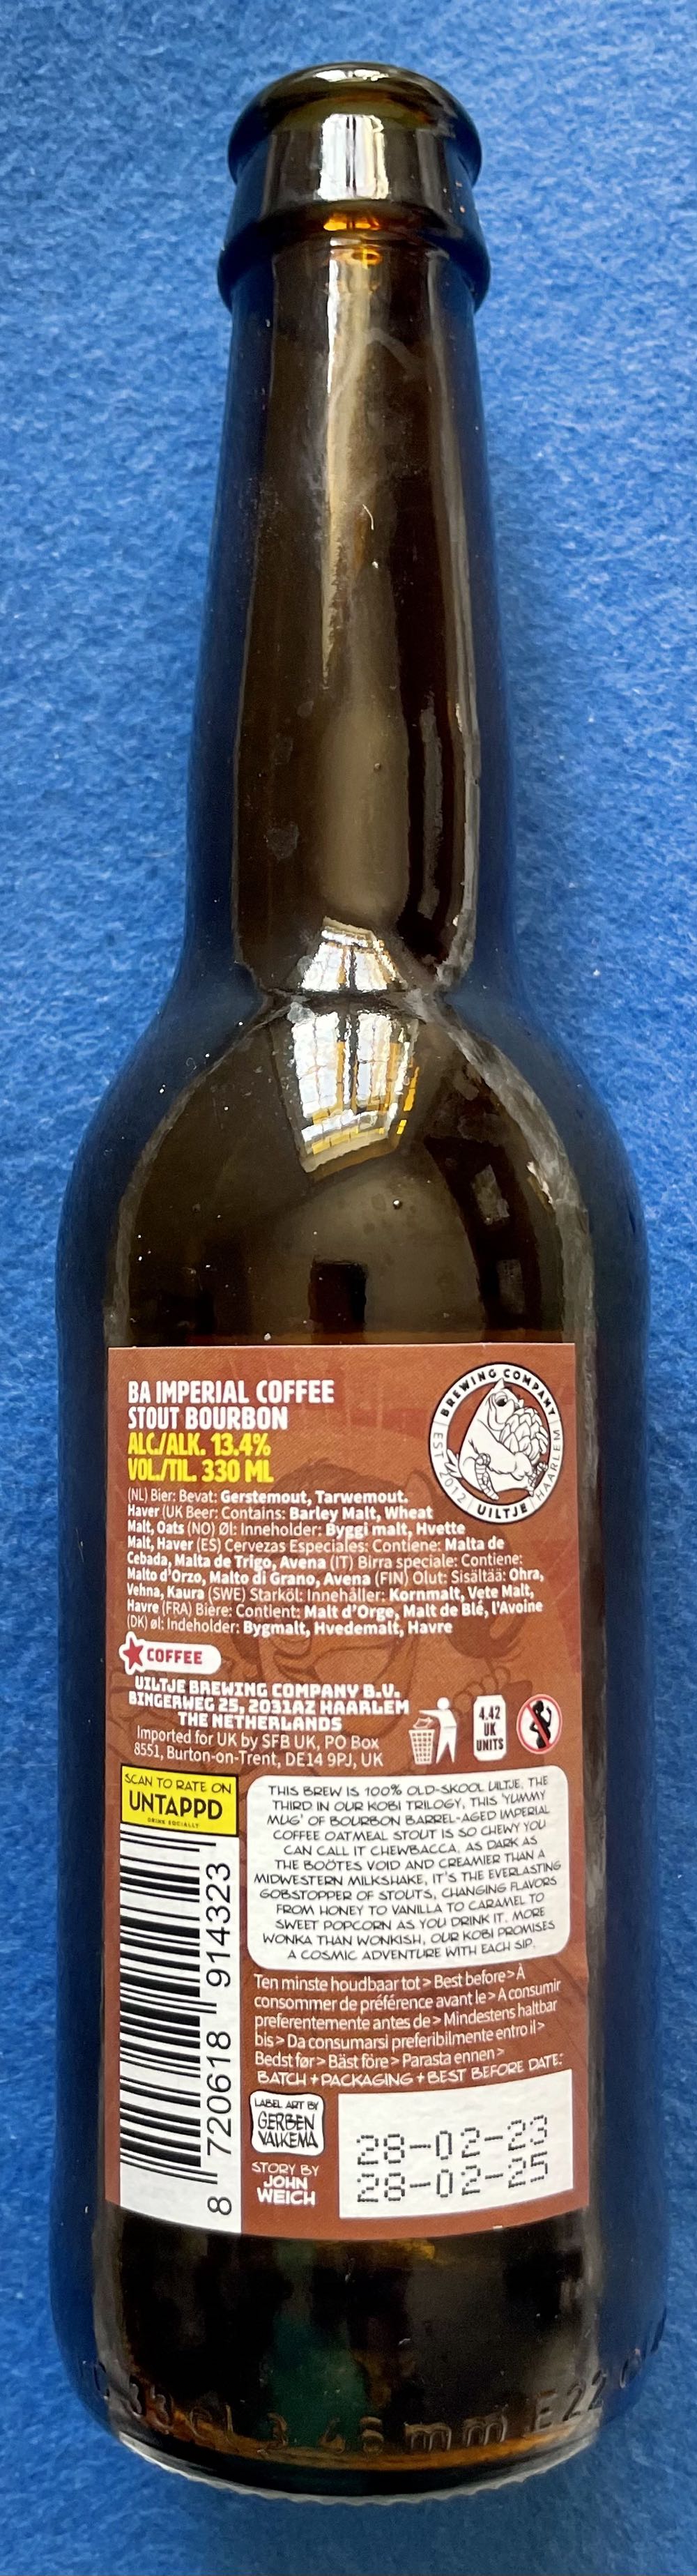 BA IMPERIAL COFFEE
STOUT BOURBON
ALC./ALK. 13.4%
VOL./TIL. 330 ML
BREWING COMPANY
EST 2012
UILTJE
HAARLEM
(NL) Bier: Bevat: Gerstemout, Tarwemout.
Haver (UK Beer: Contains: Barley Malt, Wheat
Malt, Oats (NO) Øl: Inneholder: Byggi malt, Hvette
Malt, Haver (ES) Cervezas Especiales: Contiene: Malta de
Cebada, Malta de Trigo, Avena (IT) Birra speciale: Contiene:
Malto d'Orzo, Malto di Grano, Avena (FIN) Olut: Sisältää: Ohra,
Vehna, Kaura (SWE) Starköl: Innehåller: Kornmalt, Vete Malt,
Havre (FRA) Bière: Contient: Malt d'Orge, Malt de Blé, l'Avoine
(DK) øl: Indeholder: Bygmalt, Hvedemalt, Havre
COFFEE
UILTJE BREWING COMPANY B.V.
BINGERWEG 25, 2031AZ HAARLEM
THE NETHERLANDS
Imported for UK by SFB UK, PO Box
8551, Burton-on-Trent, DE14 9PJ, UK
4.42
UK
UNITS
SCAN TO RATE ON
UNTAPPD
DRINK SOCIALLY
8 720618 914323
THIS BREW IS 100% OLD-SKOOL UILTJE. THE
THIRD IN OUR KOBI TRILOGY, THIS 'YUMMY
MUG' OF BOURBON BARREL-AGED IMPERIAL
COFFEE OATMEAL STOUT IS SO CHEWY YOU
CAN CALL IT CHEWBACCA. AS DARK AS
THE BOÖTES VOID AND CREAMIER THAN A
MIDWESTERN MILKSHAKE, IT'S THE EVERLASTING
GOBSTOPPER OF STOUTS, CHANGING FLAVORS
FROM HONEY TO VANILLA TO CARAMEL TO
SWEET POPCORN AS YOU DRINK IT. MORE
WONKA THAN WONKISH, OUR KOBI PROMISES
A COSMIC ADVENTURE WITH EACH SIP.
Ten minste houdbaar tot > Best before > À
consommer de préférence avant le > A consumir
preferentemente antes de > Mindestens haltbar
bis > Da consumarsi preferibilmente entro il >
Bedst før > Bäst före > Parasta ennen >
BATCH + PACKAGING + BEST BEFORE DATE:
LABEL ART BY
GERBEN
VALKEMA
STORY BY
JOHN
WEICH
28-02-23
28-02-25
33cl 3 45mm E22